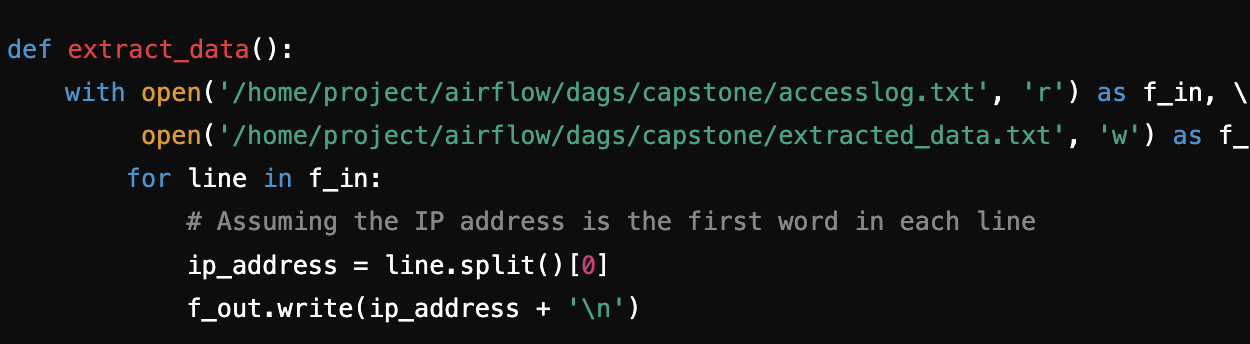 def extract_data():
    with open('/home/project/airflow/dags/capstone/accesslog.txt', 'r') as f_in, \
         open('/home/project/airflow/dags/capstone/extracted_data.txt', 'w') as f_
        for line in f_in:
            # Assuming the IP address is the first word in each line
            ip_address = line.split()[0]
            f_out.write(ip_address + '\n')